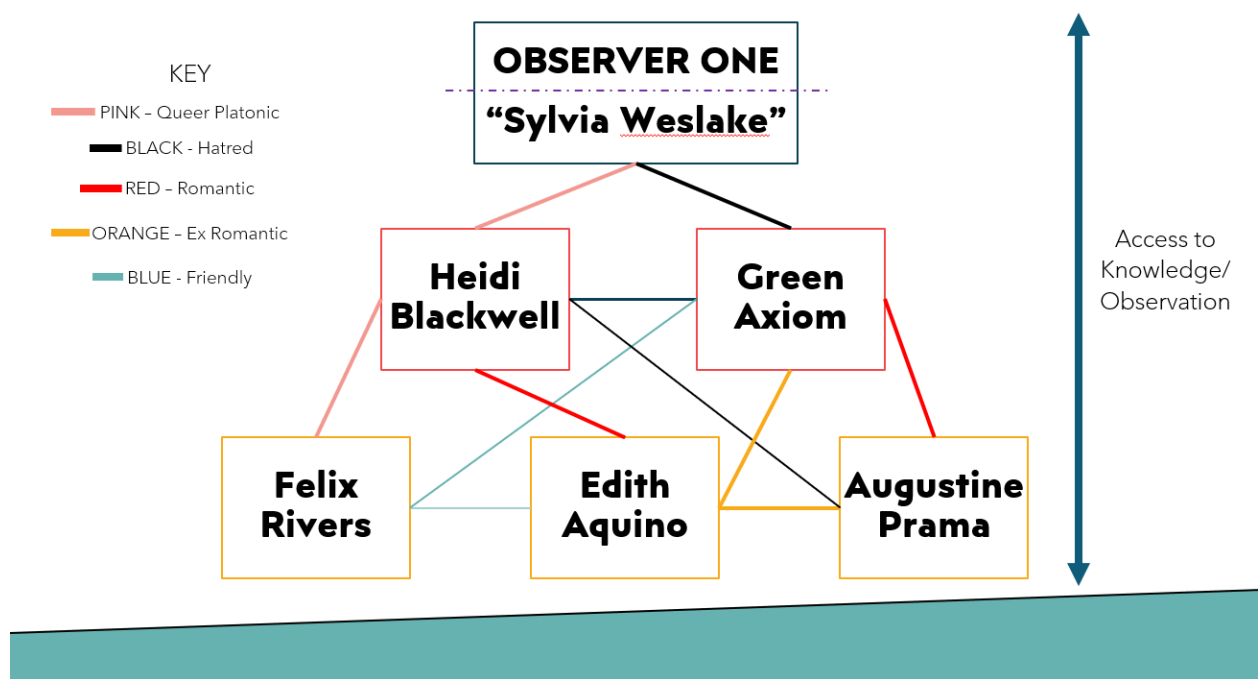 OBSERVER ONE
“Sylvia Weslake”
KEY
PINK – Queer Platonic
BLACK - Hatred
RED – Romantic
ORANGE – Ex Romantic
BLUE - Friendly
Heidi
Blackwell
Green
Axiom
Access to
Knowledge/
Observation
Felix
Rivers
Edith
Aquino
Augustine
Prama